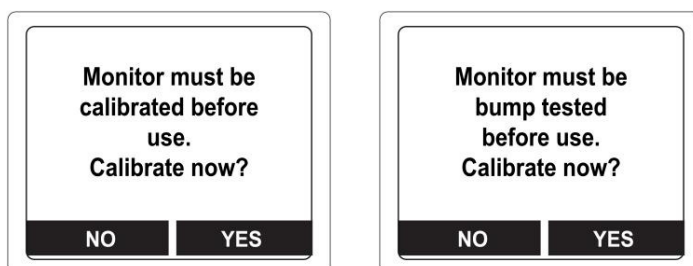 Monitor must be
calibrated before
use.
Calibrate now?
NO YES
Monitor must be
bump tested
before use.
Calibrate now?
NO YES